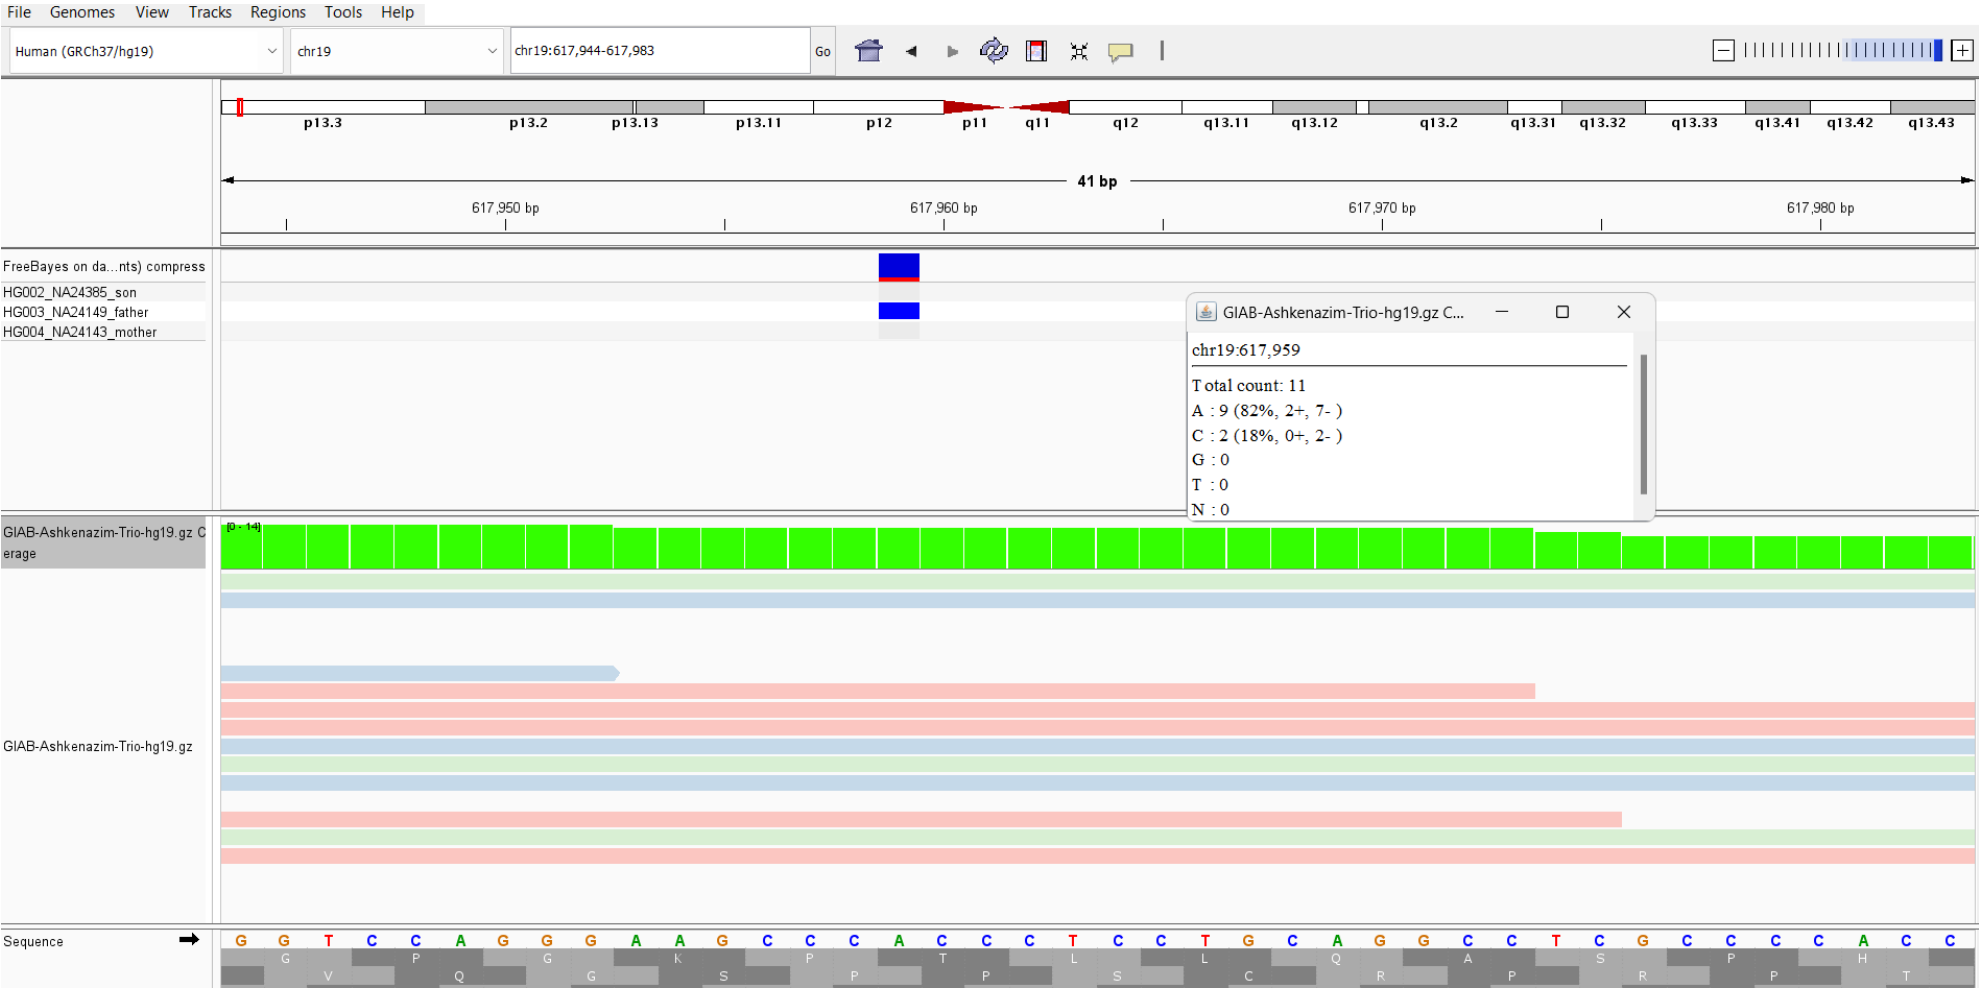 File Genomes View Tracks Regions Tools Help
Human (GRCh37/hg19) chr19 chr19:617,944-617,983 Go
p13.3 p13.2 p13.13 p13.11 p12 p11 q11 q12 q13.11 q13.12 q13.2 q13.31 q13.32 q13.33 q13.41 q13.42 q13.43
41 bp
617,950 bp 617,960 bp 617,970 bp 617,980 bp
FreeBayes on da...nts) compress
HG002_NA24385_son
HG003_NA24149_father
HG004_NA24143_mother
GIAB-Ashkenazim-Trio-hg19.gz C...
chr19:617,959
Total count: 11
A : 9 (82%, 2+, 7- )
C : 2 (18%, 0+, 2- )
G : 0
T : 0
N : 0
GIAB-Ashkenazim-Trio-hg19.gz C
erage
[0 - 14]
GIAB-Ashkenazim-Trio-hg19.gz
Sequence G G T C C A G G G A A G C C C A C C C T C C T G C A G G C C T C G C C C C A C C
G P G K P T L L Q A S P H
V Q G S P P S C R P R P T